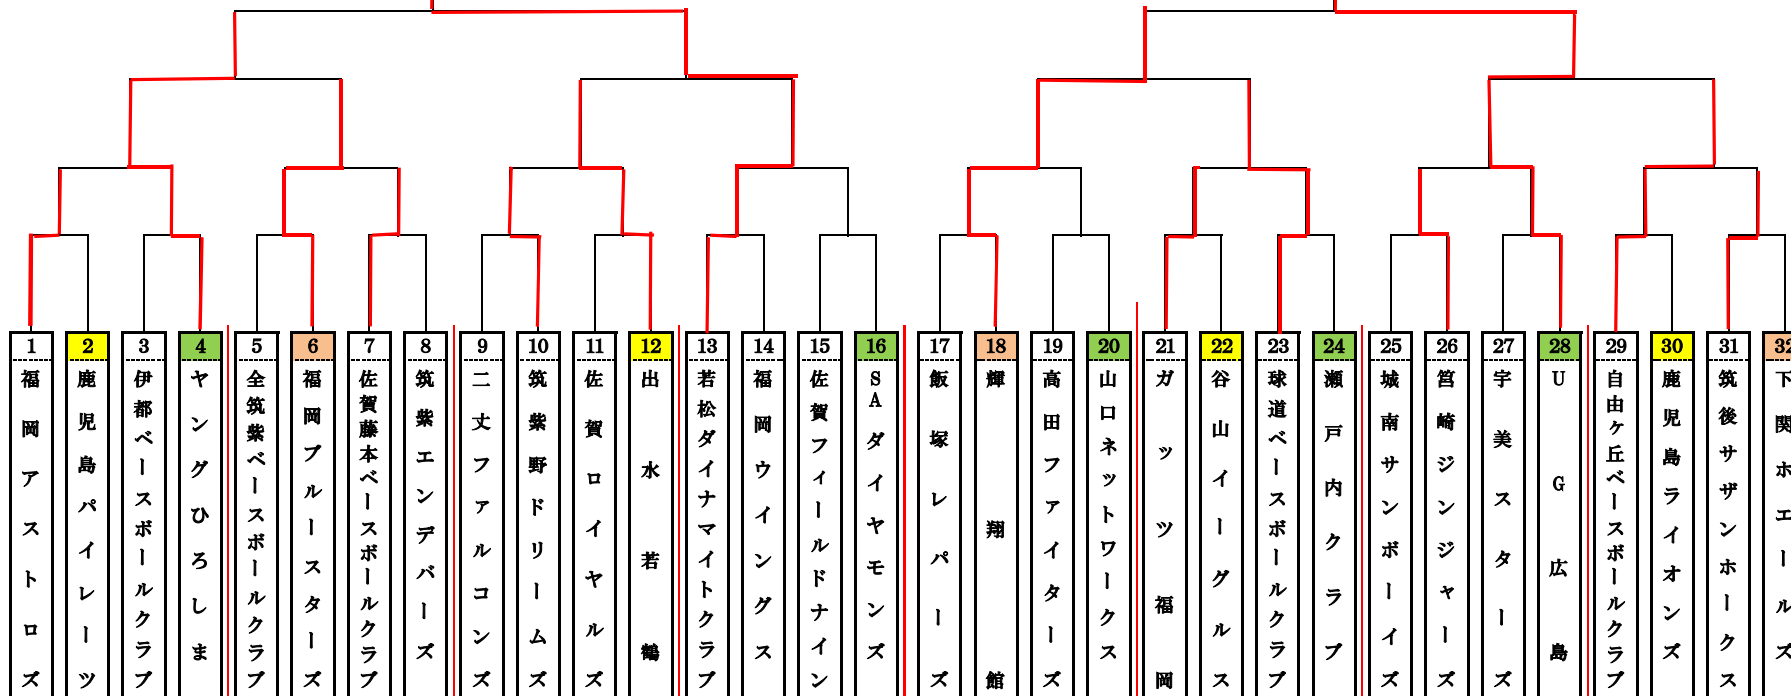 1 福岡アストロズ
2 鹿児島パイレーツ
3 伊都ベースボールクラブ
4 ヤングひろしま
5 全筑紫ベースボールクラブ
6 福岡ブルースターズ
7 佐賀藤本ベースボールクラブ
8 筑紫エンデバーズ
9 二丈ファルコンズ
10 筑紫野ドリームズ
11 佐賀ロイヤルズ
12 出水若鶴
13 若松ダイナマイトクラブ
14 福岡ウイングス
15 佐賀フィールドナイン
16 SAダイヤモンズ
17 飯塚レパーズ
18 輝翔館
19 高田ファイターズ
20 山口ネットワークス
21 ガッツ福岡
22 谷山イーグルス
23 球道ベースボールクラブ
24 瀬戸内クラブ
25 城南サンボーイズ
26 筥崎ジンジャーズ
27 宇美スターズ
28 UG広島
29 自由ヶ丘ベースボールクラブ
30 鹿児島ライオンズ
31 筑後サザンホークス
32 下関ホエールズ